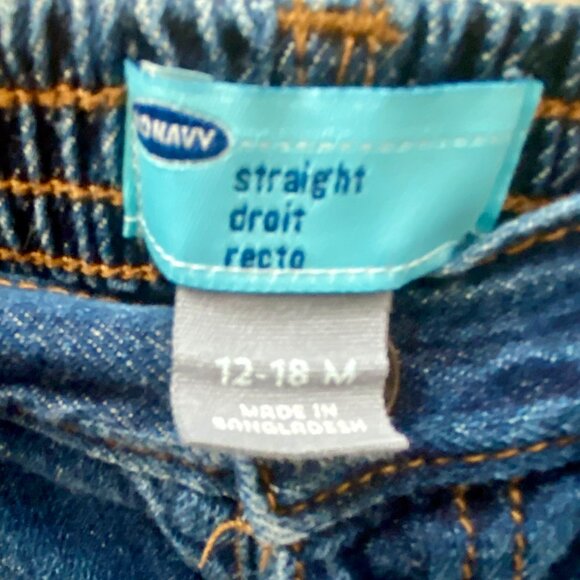 NAVY
straight
droit
recto
12-18 M
MADE IN
BANGLADESH